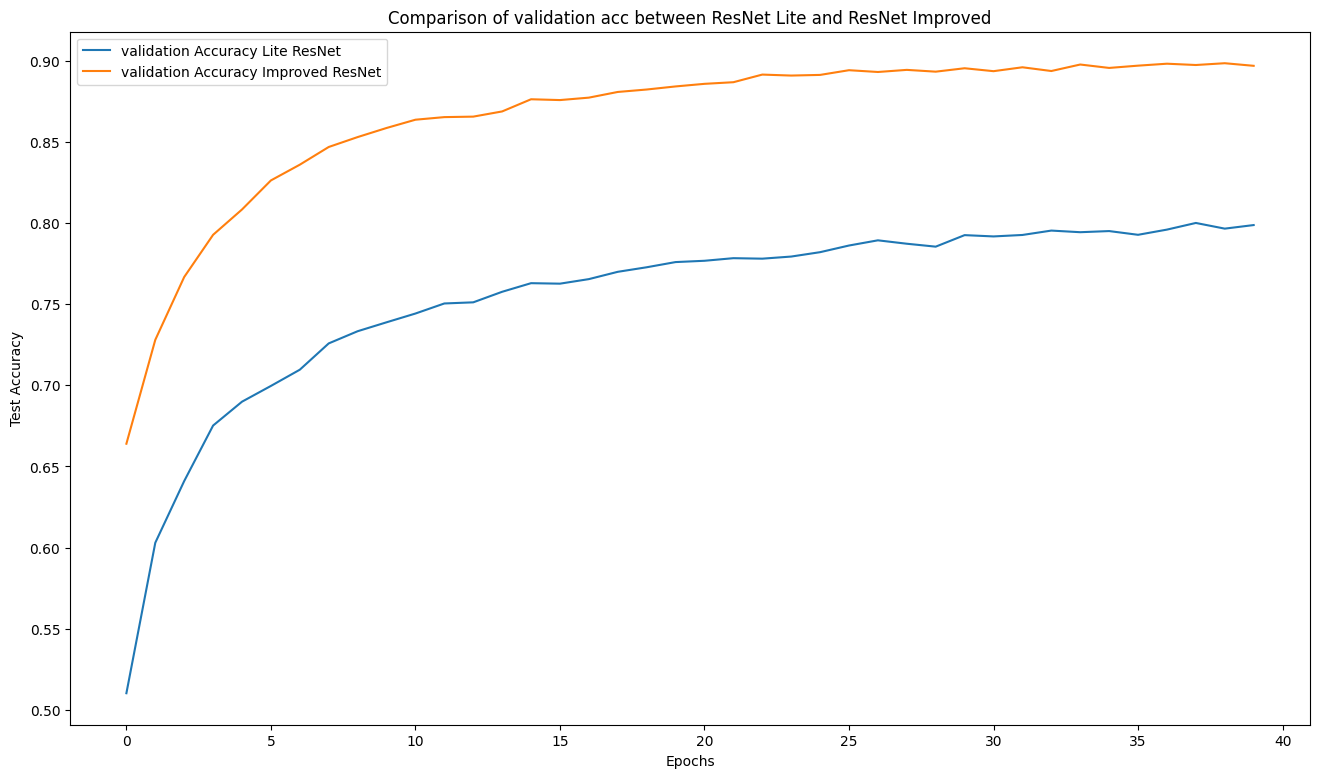 Comparison of validation acc between ResNet Lite and ResNet Improved
validation Accuracy Lite ResNet
validation Accuracy Improved ResNet
Test Accuracy
0.90
0.85
0.80
0.75
0.70
0.65
0.60
0.55
0.50
0 5 10 15 20 25 30 35 40
Epochs